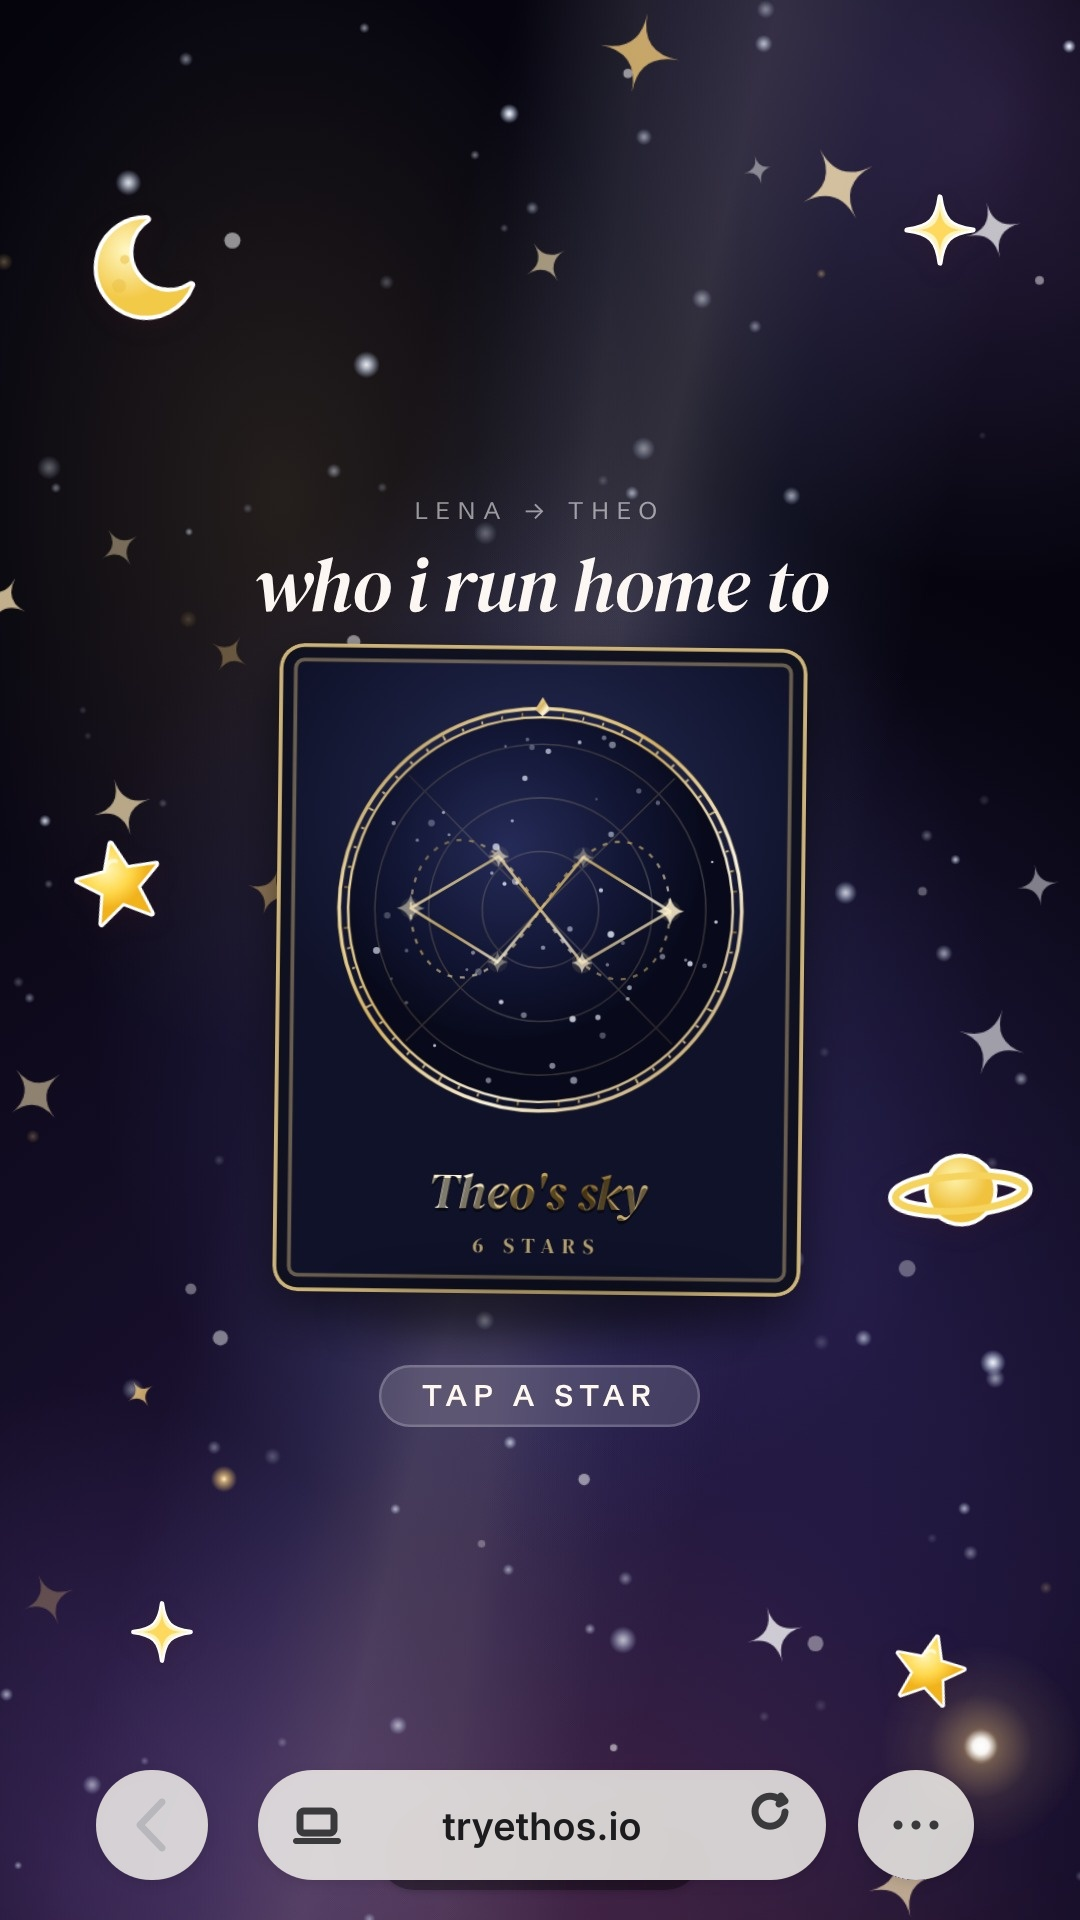 LENA → THEO
who i run home to
Theo's sky
6 STARS
TAP A STAR
tryethos.io